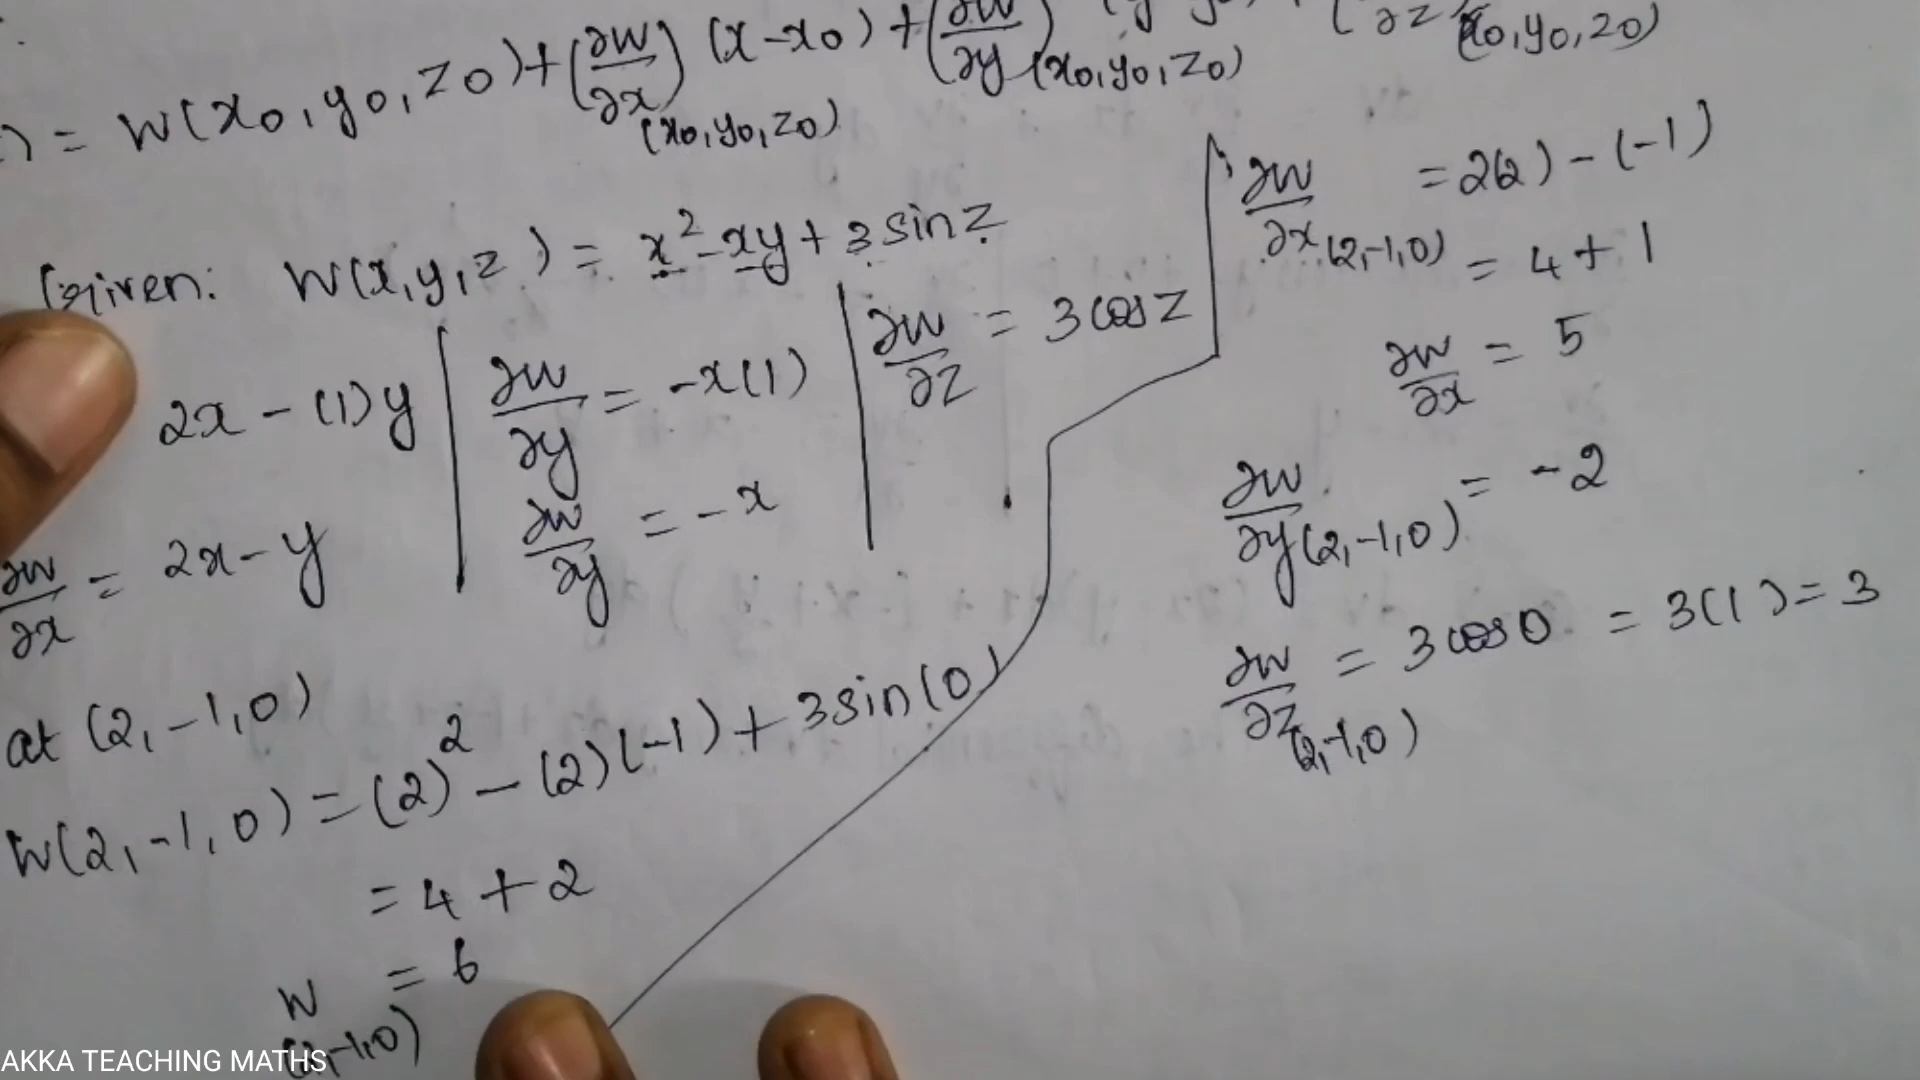 ) = W(x0, y0, z0) + (∂W/∂x)(x0, y0, z0) (x-x0) + (∂W/∂y)(x0, y0, z0) (∂z (x0, y0, z0)
Given: W(x, y, z) = x² - xy + 3 sin z
2x - (1)y
∂w/∂x = 2x - y
∂w/∂y = -x(1)
∂w/∂y = -x
∂w/∂z = 3 cos z
at (2, -1, 0)
W(2, -1, 0) = (2)² - (2)(-1) + 3 sin(0)
= 4 + 2
W(2, -1, 0) = 6
∂w/∂x (2, -1, 0) = 2(2) - (-1)
= 4 + 1
∂w/∂x = 5
∂w/∂y (2, -1, 0) = -2
∂w/∂z (2, -1, 0) = 3 cos 0 = 3(1) = 3
AKKA TEACHING MATHS